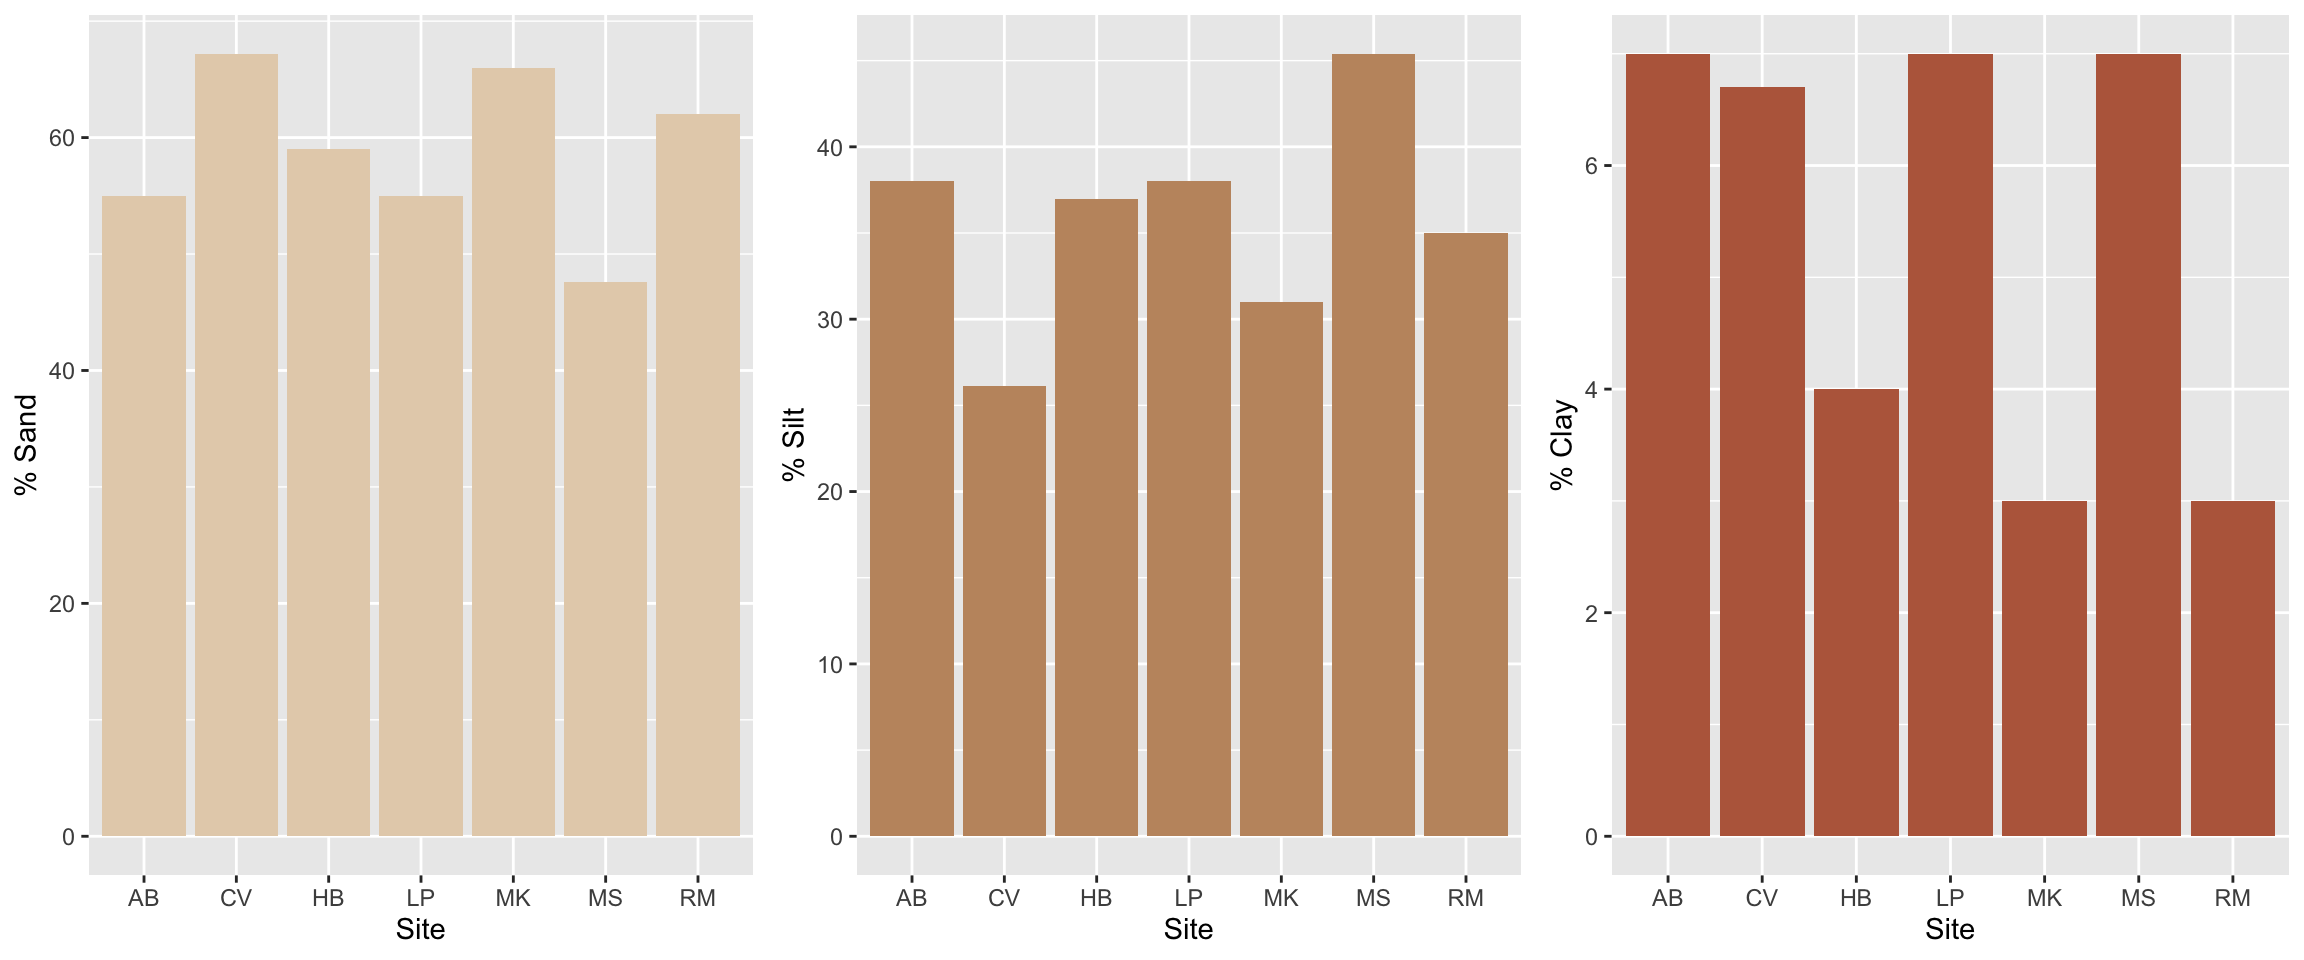 % Sand
60
40
20
0
AB CV HB LP MK MS RM
Site
% Silt
40
30
20
10
0
AB CV HB LP MK MS RM
Site
% Clay
6
4
2
0
AB CV HB LP MK MS RM
Site